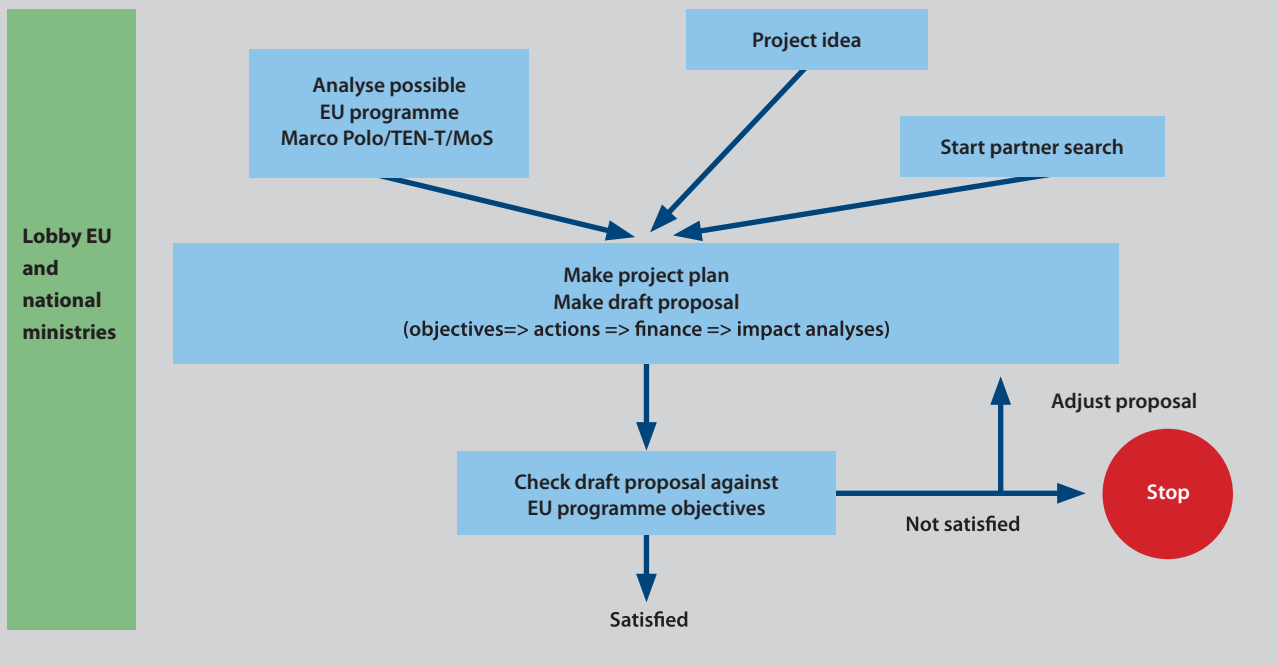 Lobby EU
and
national
ministries
Analyse possible
EU programme
Marco Polo/TEN-T/MoS
Project idea
Start partner search
Make project plan
Make draft proposal
(objectives=> actions => finance => impact analyses)
Adjust proposal
Check draft proposal against
EU programme objectives
Not satisfied
Stop
Satisfied